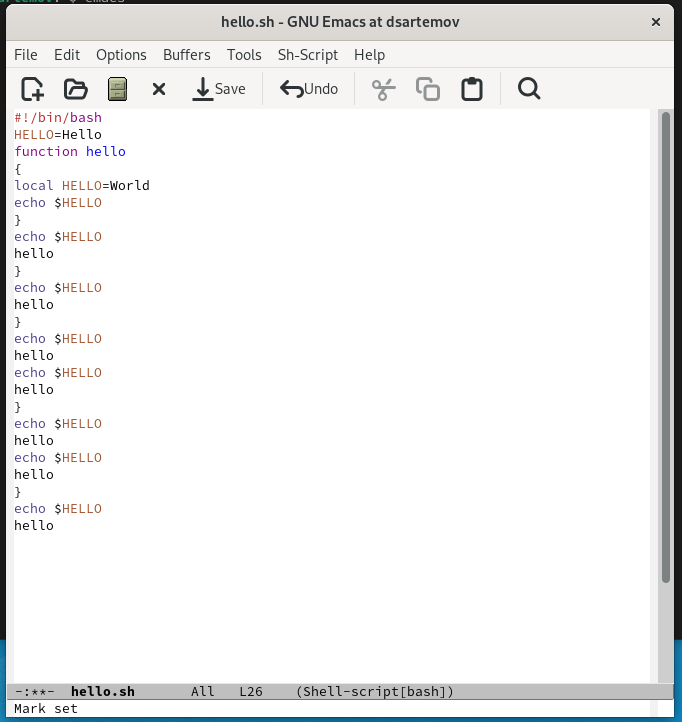 hello.sh - GNU Emacs at dsartemov
File Edit Options Buffers Tools Sh-Script Help
Save Undo
#!/bin/bash
HELLO=Hello
function hello
{
local HELLO=World
echo $HELLO
}
echo $HELLO
hello
}
echo $HELLO
hello
}
echo $HELLO
hello
echo $HELLO
hello
}
echo $HELLO
hello
echo $HELLO
hello
}
echo $HELLO
hello
-:**- hello.sh All L26 (Shell-script[bash])
Mark set